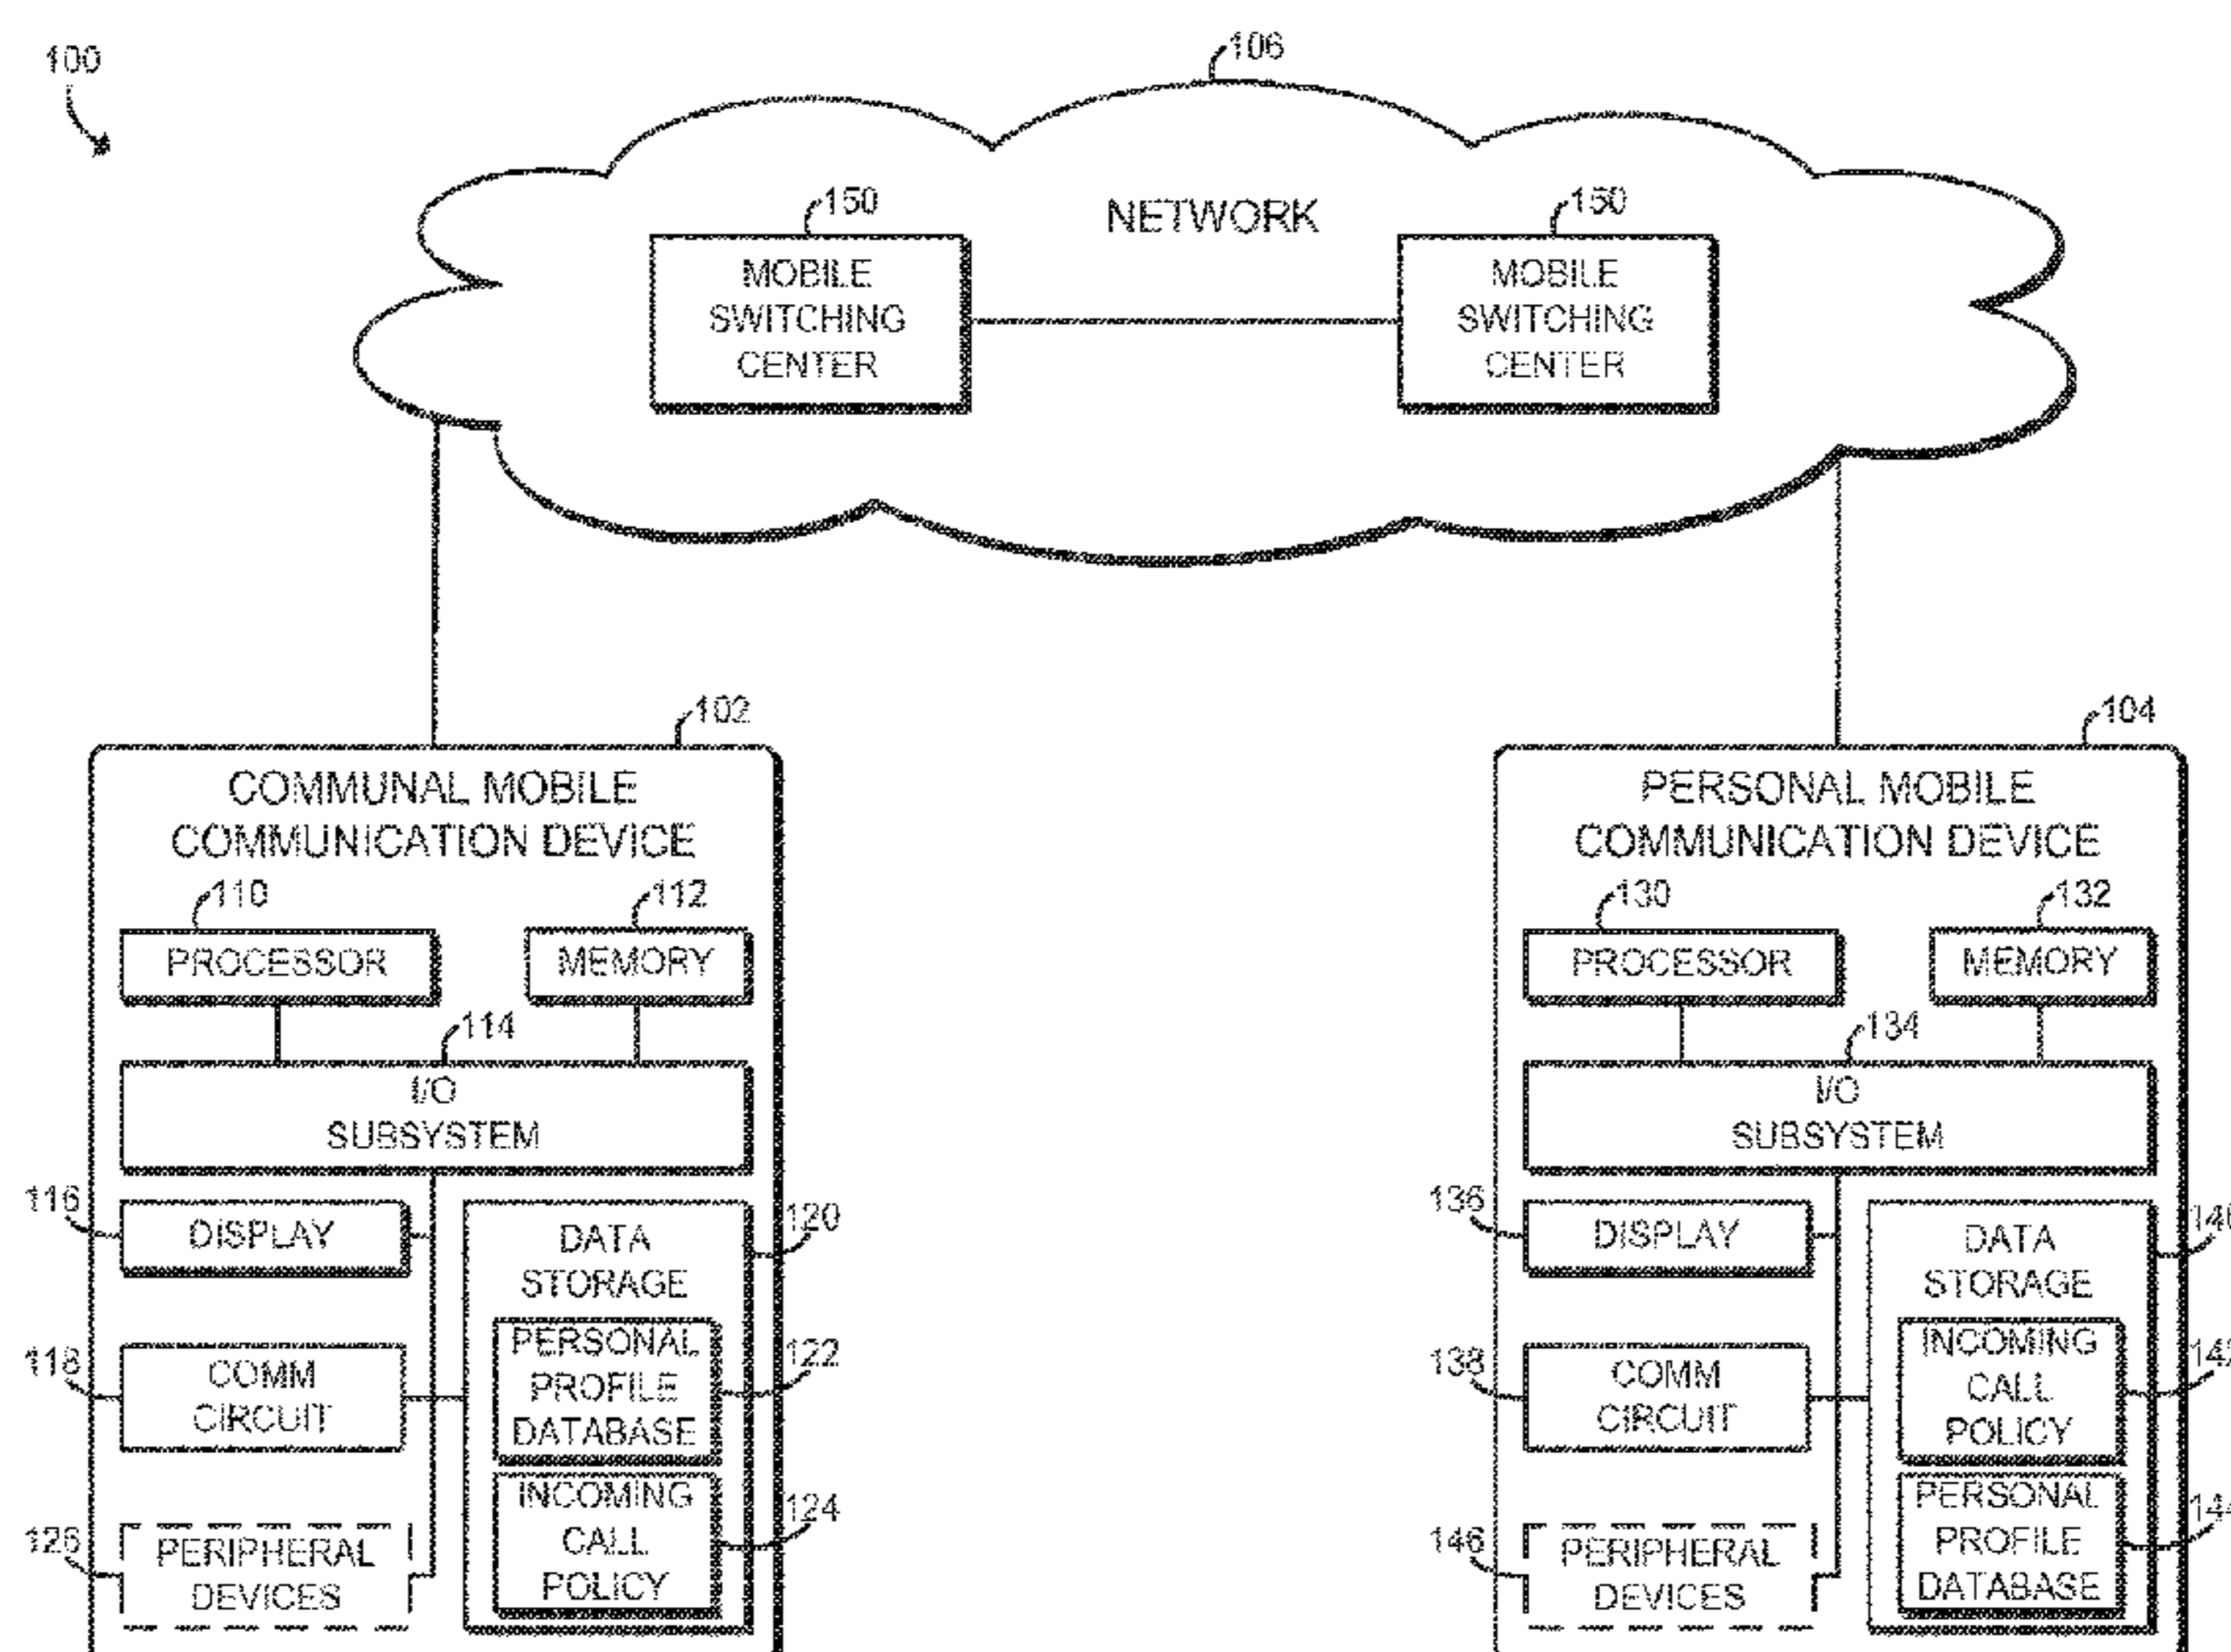 100
106
NETWORK
150
MOBILE
SWITCHING
CENTER
150
MOBILE
SWITCHING
CENTER
102
COMMUNAL MOBILE
COMMUNICATION DEVICE
110
PROCESSOR
112
MEMORY
114
I/O
SUBSYSTEM
116
DISPLAY
118
COMM
CIRCUIT
126
PERIPHERAL
DEVICES
120
DATA
STORAGE
122
PERSONAL
PROFILE
DATABASE
124
INCOMING
CALL
POLICY
104
PERSONAL MOBILE
COMMUNICATION DEVICE
130
PROCESSOR
132
MEMORY
134
I/O
SUBSYSTEM
136
DISPLAY
138
COMM
CIRCUIT
146
PERIPHERAL
DEVICES
140
DATA
STORAGE
142
INCOMING
CALL
POLICY
144
PERSONAL
PROFILE
DATABASE